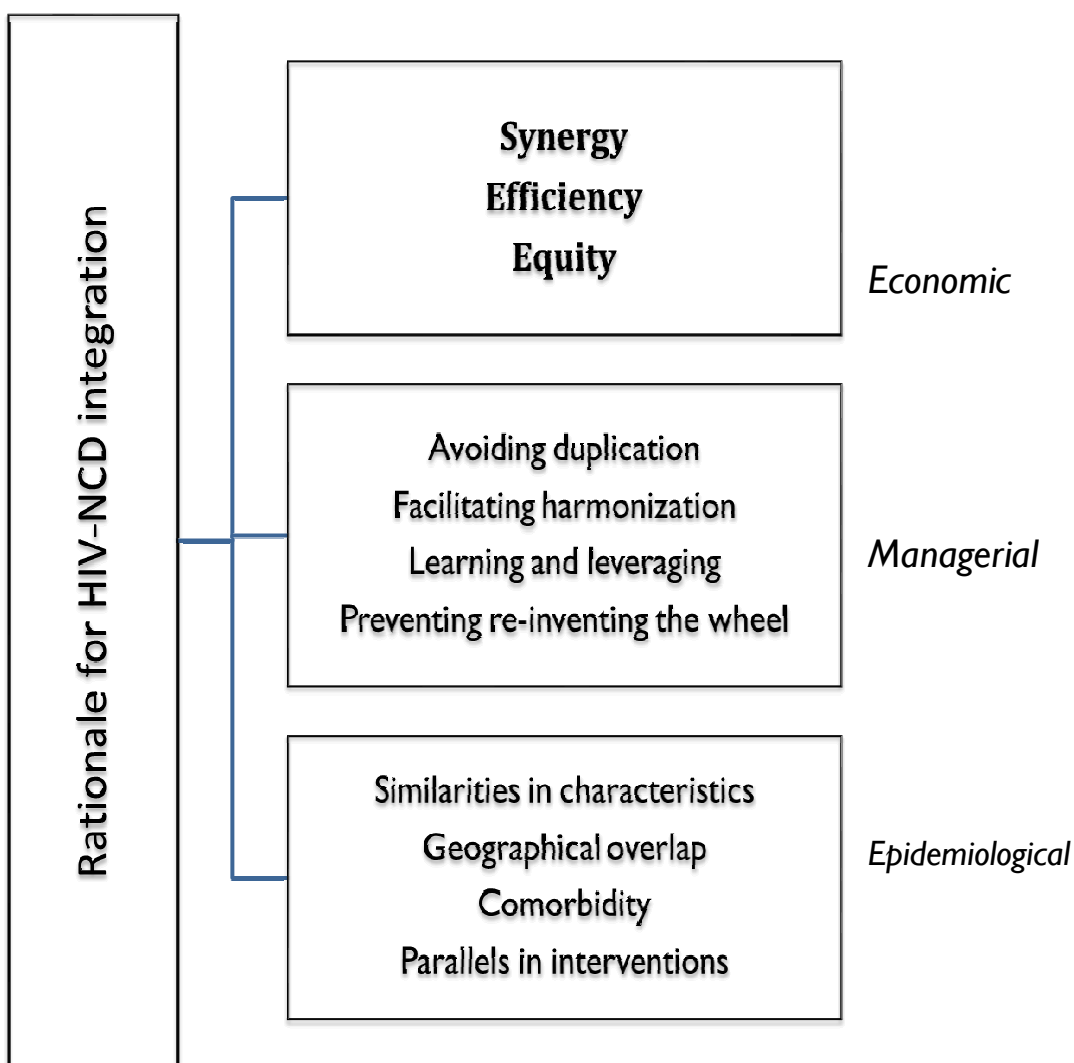 Rationale for HIV-NCD integration
Synergy
Efficiency
Equity
Economic
Avoiding duplication
Facilitating harmonization
Learning and leveraging
Preventing re-inventing the wheel
Managerial
Similarities in characteristics
Geographical overlap
Comorbidity
Parallels in interventions
Epidemiological